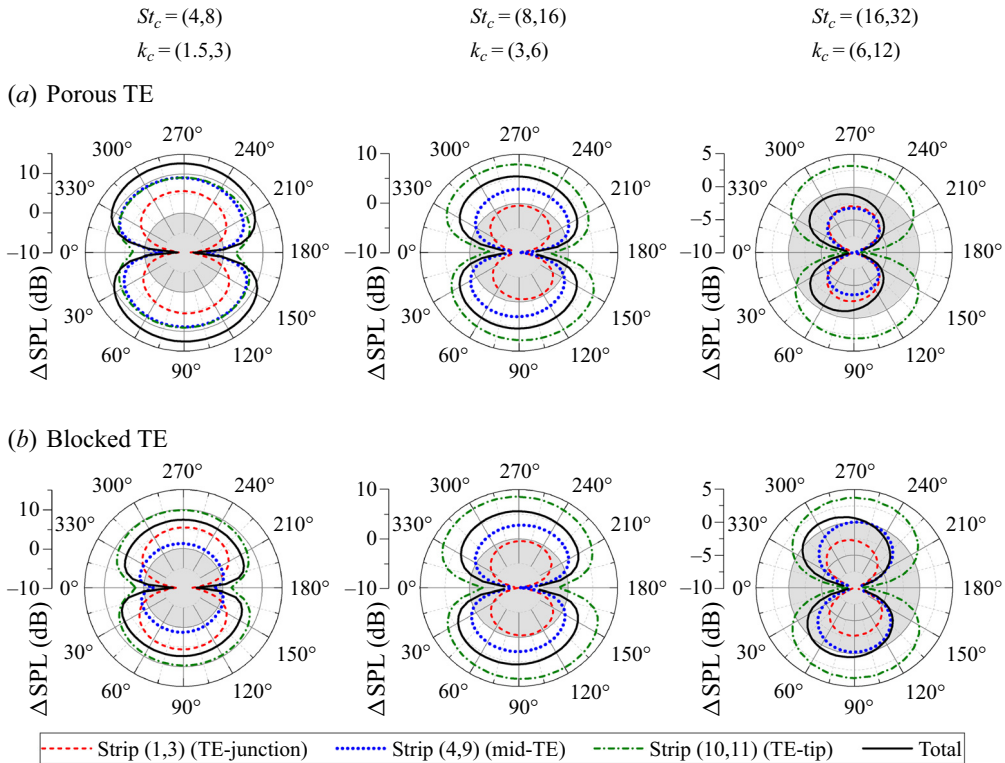 St_c = (4,8) St_c = (8,16) St_c = (16,32)
k_c = (1.5,3) k_c = (3,6) k_c = (6,12)
(a) Porous TE
270° 270° 270°
10 300° 240° 10 300° 240° 5 300° 240°
330° 210° 330° 210° 0 330° 210°
0 0 −5
−10 0° 180° −10 0° 180° −10 0° 180°
30° 150° 30° 150° 30° 150°
60° 120° 60° 120° 60° 120°
90° 90° 90°
Δ SPL (dB) Δ SPL (dB) Δ SPL (dB)
(b) Blocked TE
270° 270° 270°
10 300° 240° 10 300° 240° 5 300° 240°
330° 210° 330° 210° 0 330° 210°
0 0 −5
−10 0° 180° −10 0° 180° −10 0° 180°
30° 150° 30° 150° 30° 150°
60° 120° 60° 120° 60° 120°
90° 90° 90°
Δ SPL (dB) Δ SPL (dB) Δ SPL (dB)
Strip (1,3) (TE-junction) Strip (4,9) (mid-TE) Strip (10,11) (TE-tip) Total